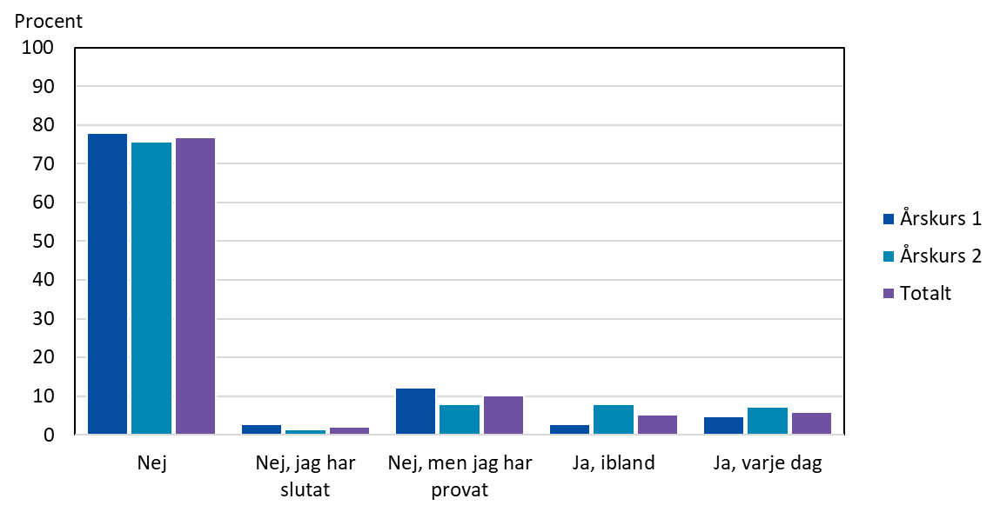 Procent
100
90
80
70
60
50
40
30
20
10
0
Nej
Nej, jag har
slutat
Nej, men jag har
provat
Ja, ibland
Ja, varje dag
Årskurs 1
Årskurs 2
Totalt